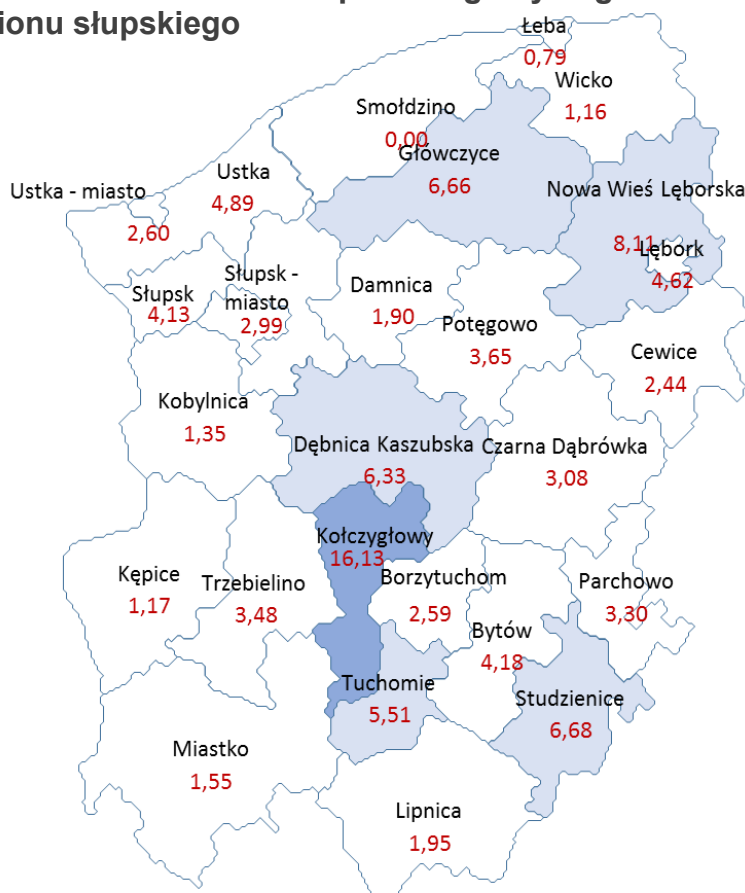 ionu słupskiego
Łeba
0,79
Wicko
1,16
Smołdzino
0,00
Główczyce
6,66
Ustka
4,89
Ustka - miasto
2,60
Nowa Wieś Lęborska
8,11
Lębork
4,62
Słupsk
4,13
Słupsk -
miasto
2,99
Damnica
1,90
Potęgowo
3,65
Cewice
2,44
Kobylnica
1,35
Dębnica Kaszubska
6,33
Czarna Dąbrówka
3,08
Kołczygłowy
16,13
Kępice
1,17
Trzebielino
3,48
Borzytuchom
2,59
Parchowo
3,30
Bytów
4,18
Tuchomie
5,51
Studzienice
6,68
Miastko
1,55
Lipnica
1,95